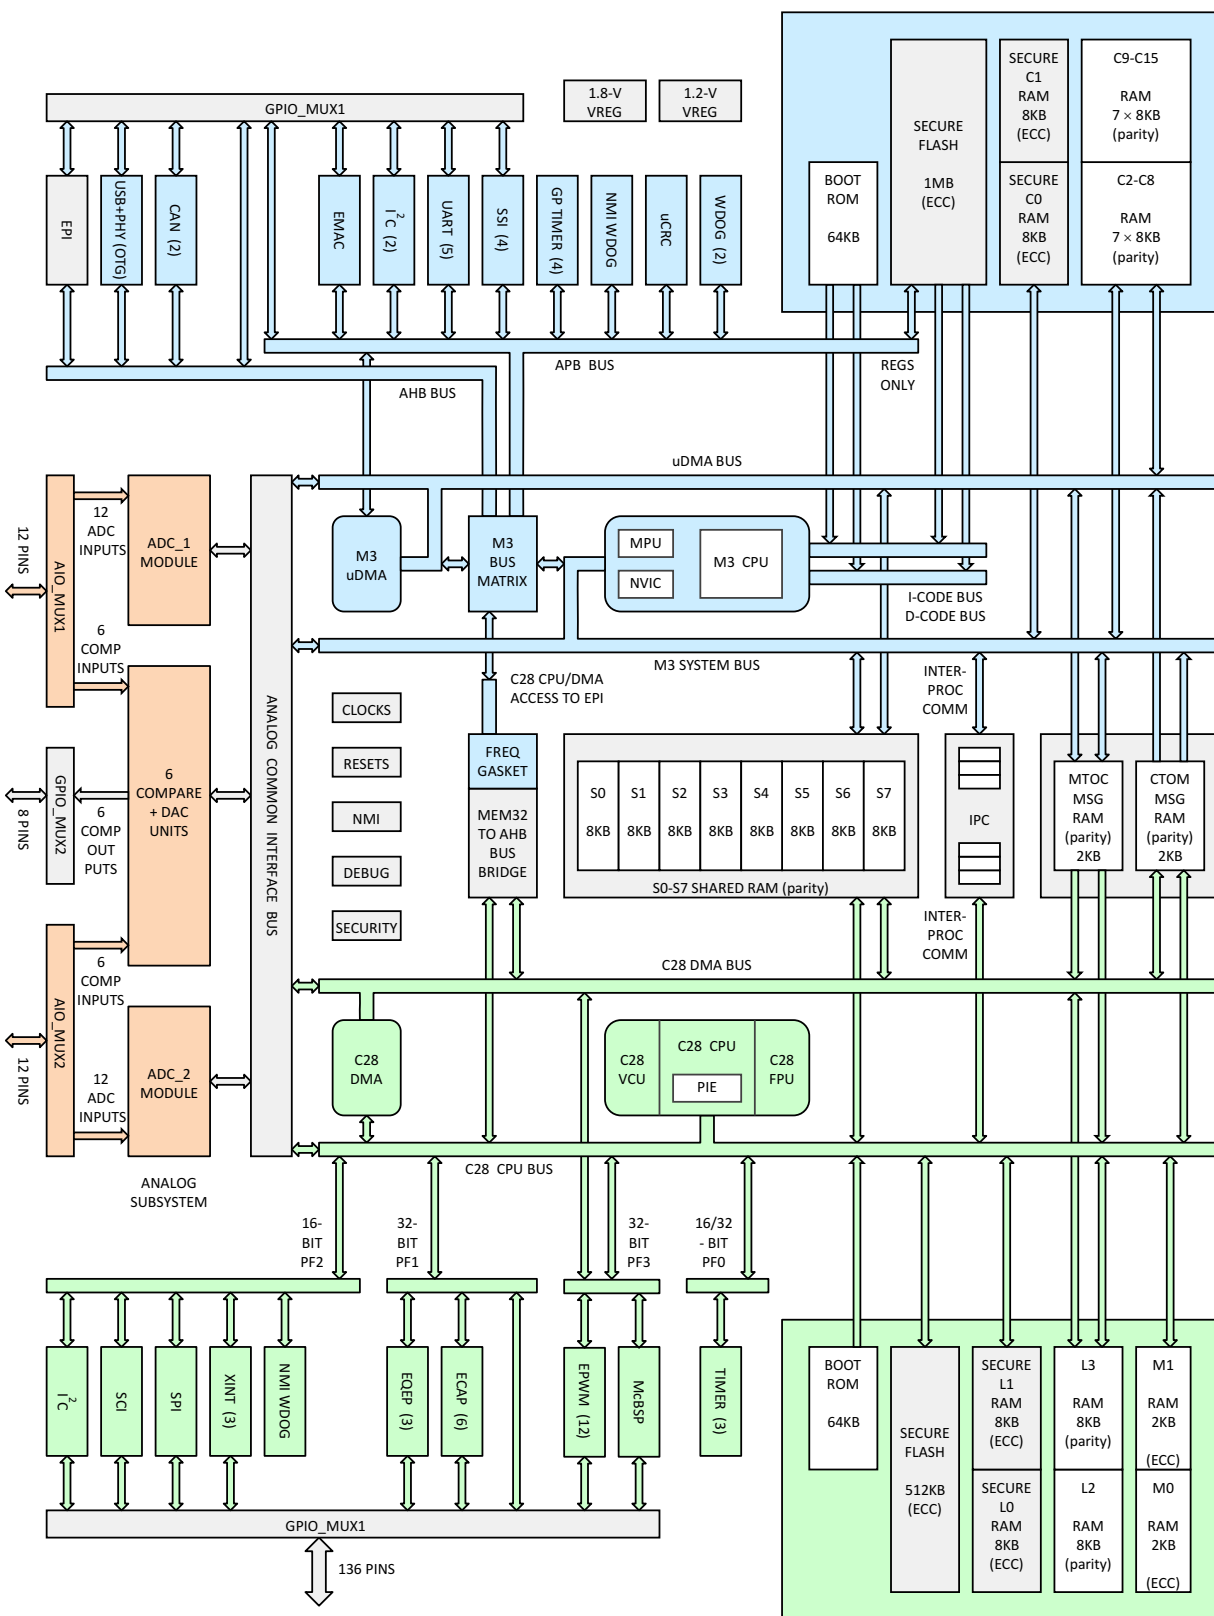 GPIO_MUX1
1.8-V
VREG
1.2-V
VREG
EPI
USB+PHY (OTG)
CAN (2)
EMAC
I²C (2)
UART (5)
SSI (4)
GP TIMER (4)
NMI WDOG
uCRC
WDOG (2)
BOOT
ROM
64KB
SECURE
FLASH
1MB
(ECC)
SECURE
C1
RAM
8KB
(ECC)
SECURE
C0
RAM
8KB
(ECC)
C9-C15
RAM
7 × 8KB
(parity)
C2-C8
RAM
7 × 8KB
(parity)
APB BUS
REGS
ONLY
AHB BUS
uDMA BUS
12 PINS
AIO_MUX1
12
ADC
INPUTS
6
COMP
INPUTS
ADC_1
MODULE
M3
uDMA
M3
BUS
MATRIX
MPU
NVIC
M3 CPU
I-CODE BUS
D-CODE BUS
M3 SYSTEM BUS
C28 CPU/DMA
ACCESS TO EPI
INTER-
PROC
COMM
ANALOG COMMON INTERFACE BUS
CLOCKS
RESETS
NMI
DEBUG
SECURITY
FREQ
GASKET
MEM32
TO AHB
BUS
BRIDGE
S0 S1 S2 S3 S4 S5 S6 S7
8KB 8KB 8KB 8KB 8KB 8KB 8KB 8KB
S0-S7 SHARED RAM (parity)
IPC
MTOC
MSG
RAM
(parity)
2KB
CTOM
MSG
RAM
(parity)
2KB
8 PINS
GPIO_MUX2
6
COMP
OUT
PUTS
6
COMPARE
+ DAC
UNITS
INTER-
PROC
COMM
C28 DMA BUS
12 PINS
AIO_MUX2
6
COMP
INPUTS
12
ADC
INPUTS
ADC_2
MODULE
C28
DMA
C28
VCU
C28 CPU
PIE
C28
FPU
C28 CPU BUS
ANALOG
SUBSYSTEM
16-
BIT
PF2
32-
BIT
PF1
32-
BIT
PF3
16/32
- BIT
PF0
I²C
SCI
SPI
XINT (3)
NMI WDOG
EQEP (3)
ECAP (6)
EPWM (12)
McBSP
TIMER (3)
BOOT
ROM
64KB
SECURE
FLASH
512KB
(ECC)
SECURE
L1
RAM
8KB
(ECC)
SECURE
L0
RAM
8KB
(ECC)
L3
RAM
8KB
(parity)
L2
RAM
8KB
(parity)
M1
RAM
2KB
(ECC)
M0
RAM
2KB
(ECC)
GPIO_MUX1
136 PINS